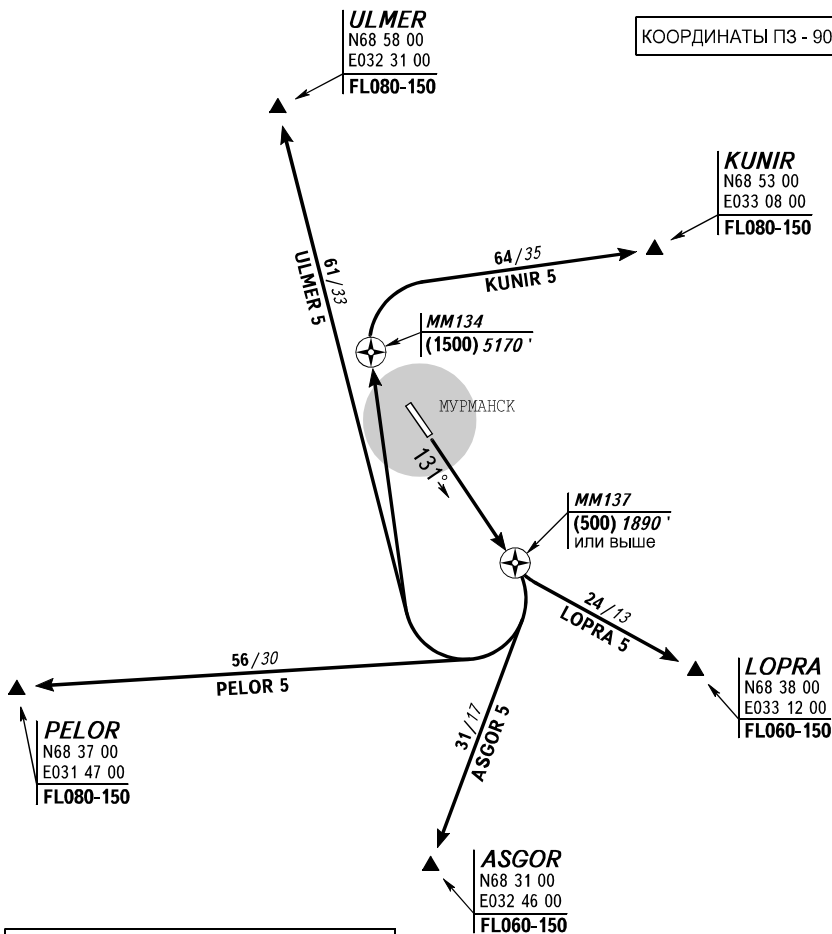 ULMER
N68 58 00
E032 31 00
FL080-150
КООРДИНАТЫ ПЗ - 90
KUNIR
N68 53 00
E033 08 00
FL080-150
61/33
ULMER 5
64/35
KUNIR 5
MM134
(1500) 5170 '
МУРМАНСК
131°
MM137
(500) 1890 '
или выше
24/13
LOPRA 5
56/30
PELOR 5
LOPRA
N68 38 00
E033 12 00
FL060-150
PELOR
N68 37 00
E031 47 00
FL080-150
31/17
ASGOR 5
ASGOR
N68 31 00
E032 46 00
FL060-150